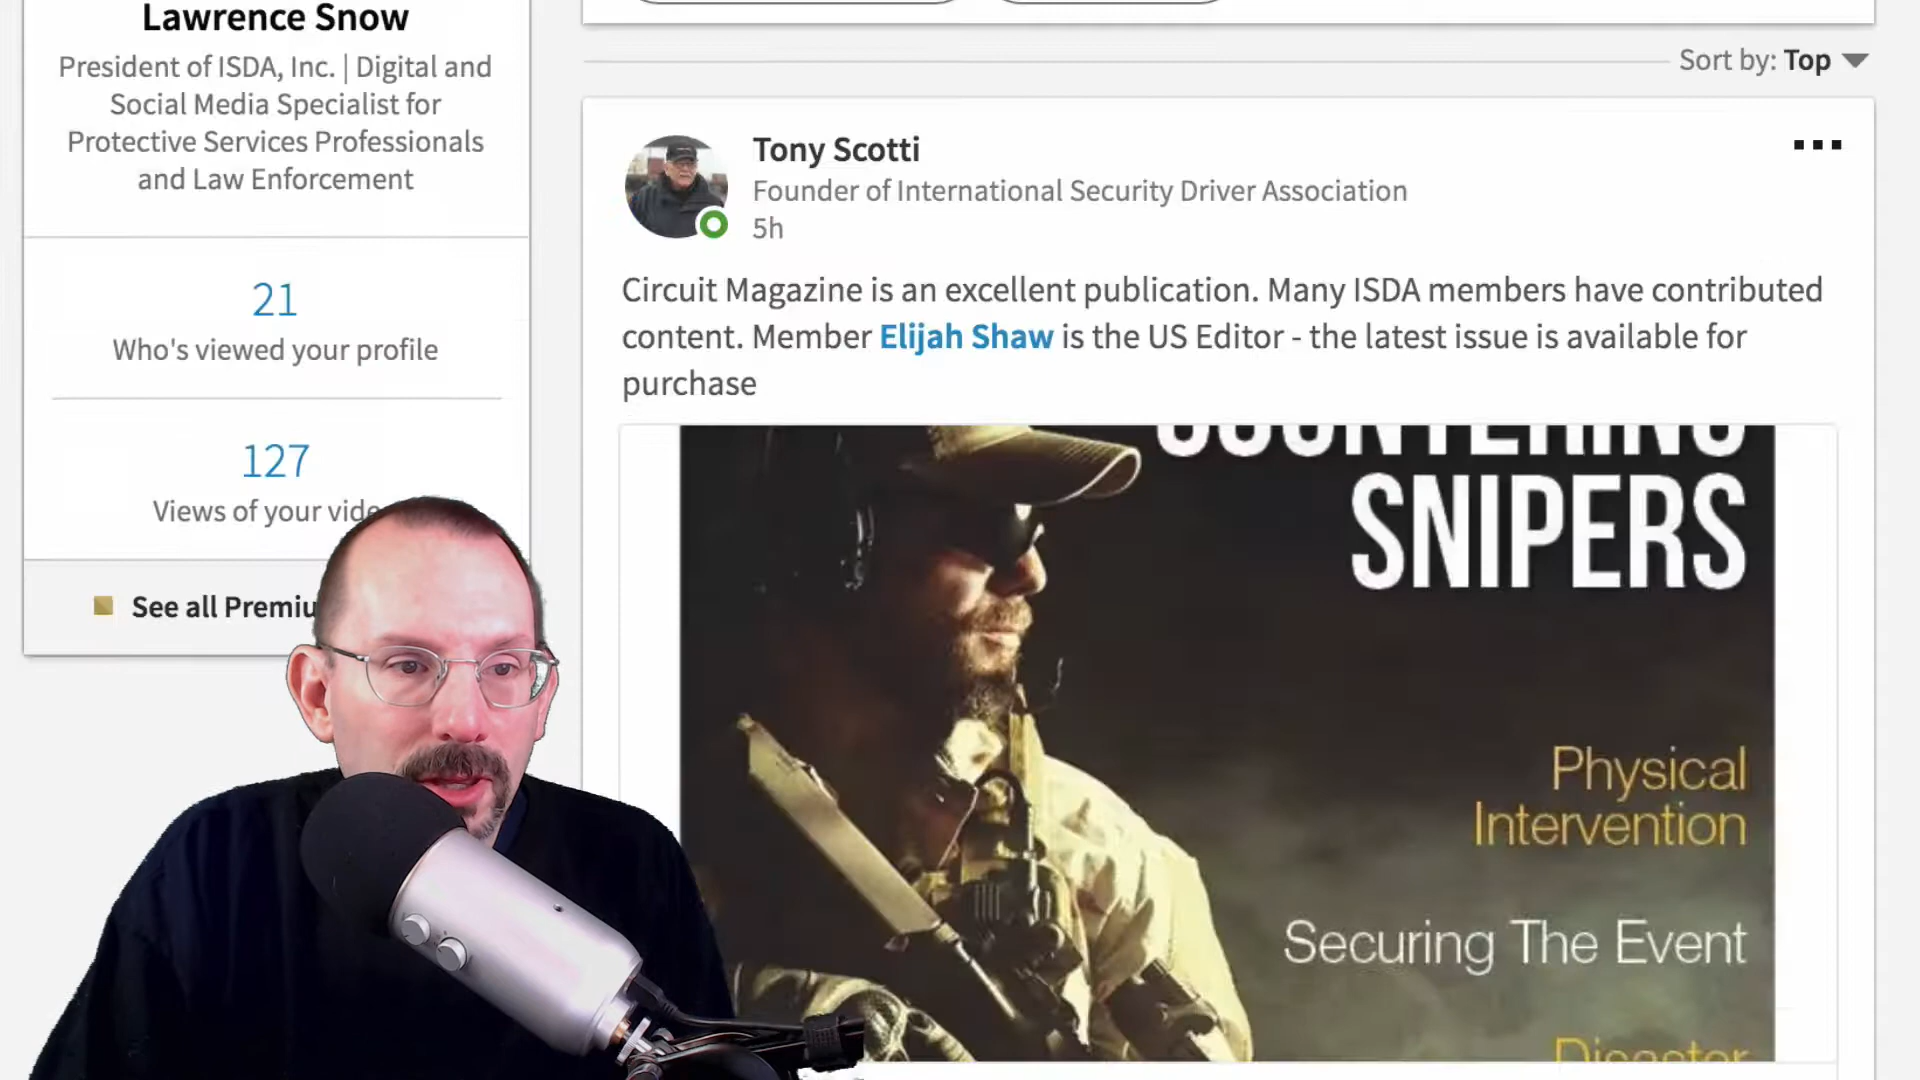 Lawrence Snow
President of ISDA, Inc. | Digital and
Social Media Specialist for
Protective Services Professionals
and Law Enforcement
21
Who's viewed your profile
127
Views of your vide
See all Premiu
Sort by: Top
Tony Scotti
Founder of International Security Driver Association
5h
Circuit Magazine is an excellent publication. Many ISDA members have contributed
content. Member Elijah Shaw is the US Editor - the latest issue is available for
purchase
COUNTERING
SNIPERS
Physical
Intervention
Securing The Event
Disaster